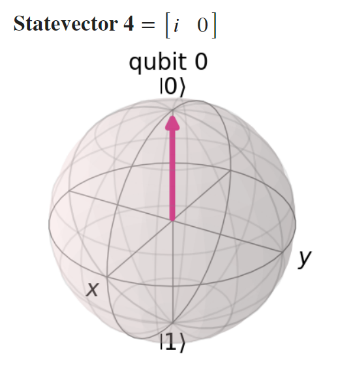 Statevector 4 = [i 0]
qubit 0
|0⟩
y
x
|1⟩